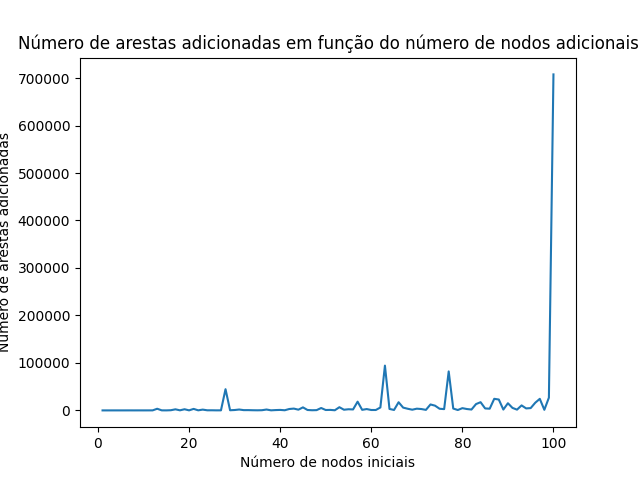 Número de arestas adicionadas em função do número de nodos adicionais
Número de arestas adicionadas
700000
600000
500000
400000
300000
200000
100000
0
0 20 40 60 80 100
Número de nodos iniciais